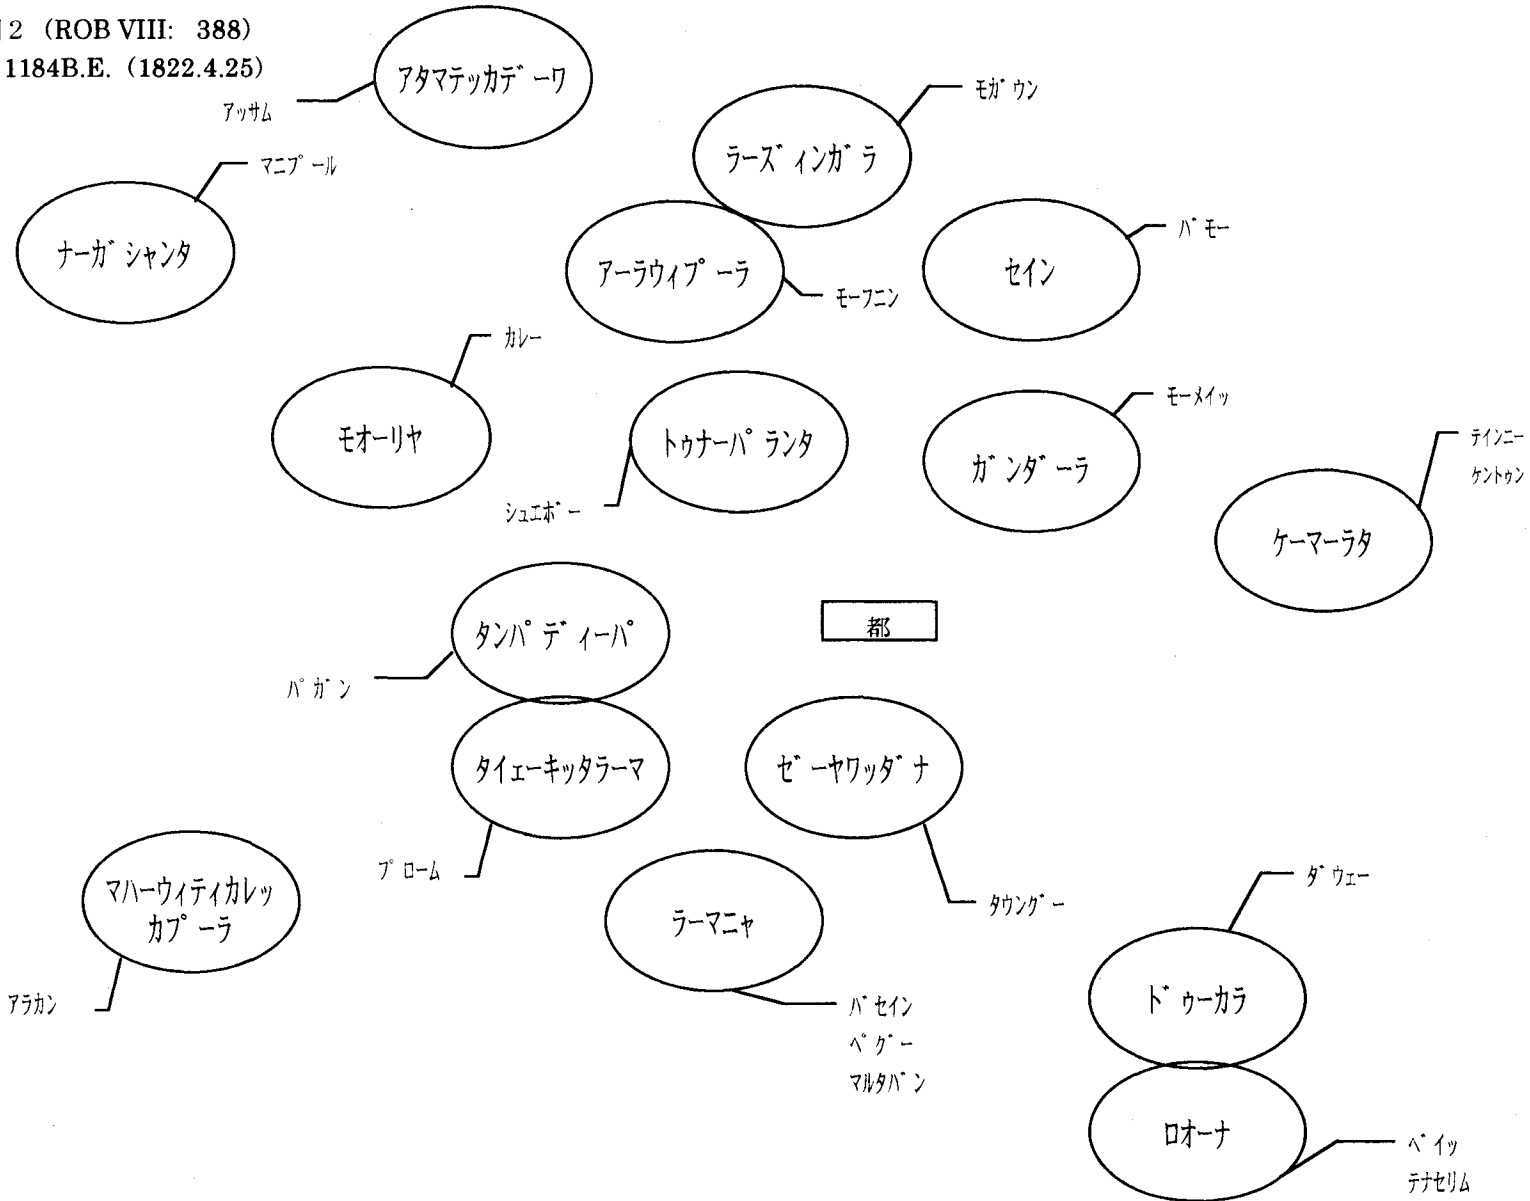 2 (ROB VIII: 388)
1184B.E. (1822.4.25)
アタマテッカデーワ
アッサム
モガウン
ラーズィンガラ
マニプール
ナーガシャンタ
アーラウィプーラ
モーフニン
バモー
セイン
カレー
モオーリヤ
トゥナーパランタ
シュエボー
モーメイッ
ガンダーラ
テインニー
ケントゥン
ケーマーラタ
タンパディーパ
都
パガン
タイェーキッタラーマ
ゼーヤワッダナ
プローム
タウングー
マハーウィティカレッ
カプーラ
アラカン
ラーマニャ
バセイン
ペグー
マルタバン
ダウェー
ドゥーカラ
ロオーナ
ベイッ
テナセリム